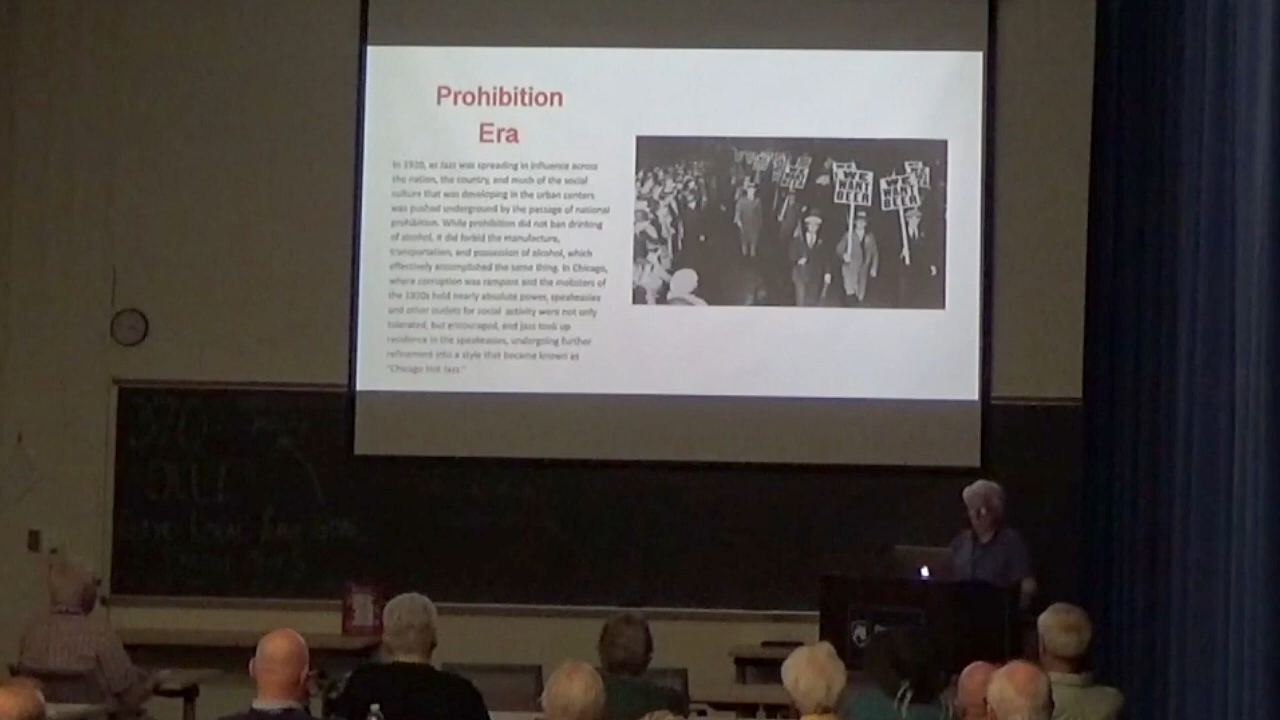 Prohibition
Era
In 1920, as Jazz was spreading in influence across
the nation, the country, and much of the social
culture that was developing in the urban centers
was pushed underground by the passage of national
prohibition. While prohibition did not ban drinking
of alcohol, it did forbid the manufacture,
transportation, and possession of alcohol, which
effectively accomplished the same thing. In Chicago,
where corruption was rampant and the mobsters of
the 1920s held nearly absolute power, speakeasies
and other outlets for social activity were not only
tolerated, but encouraged, and jazz took up
residence in the speakeasies, undergoing further
refinement into a style that became known as
"Chicago Hot Jazz."
WE
WANT
BEER
WE
WANT
BEER